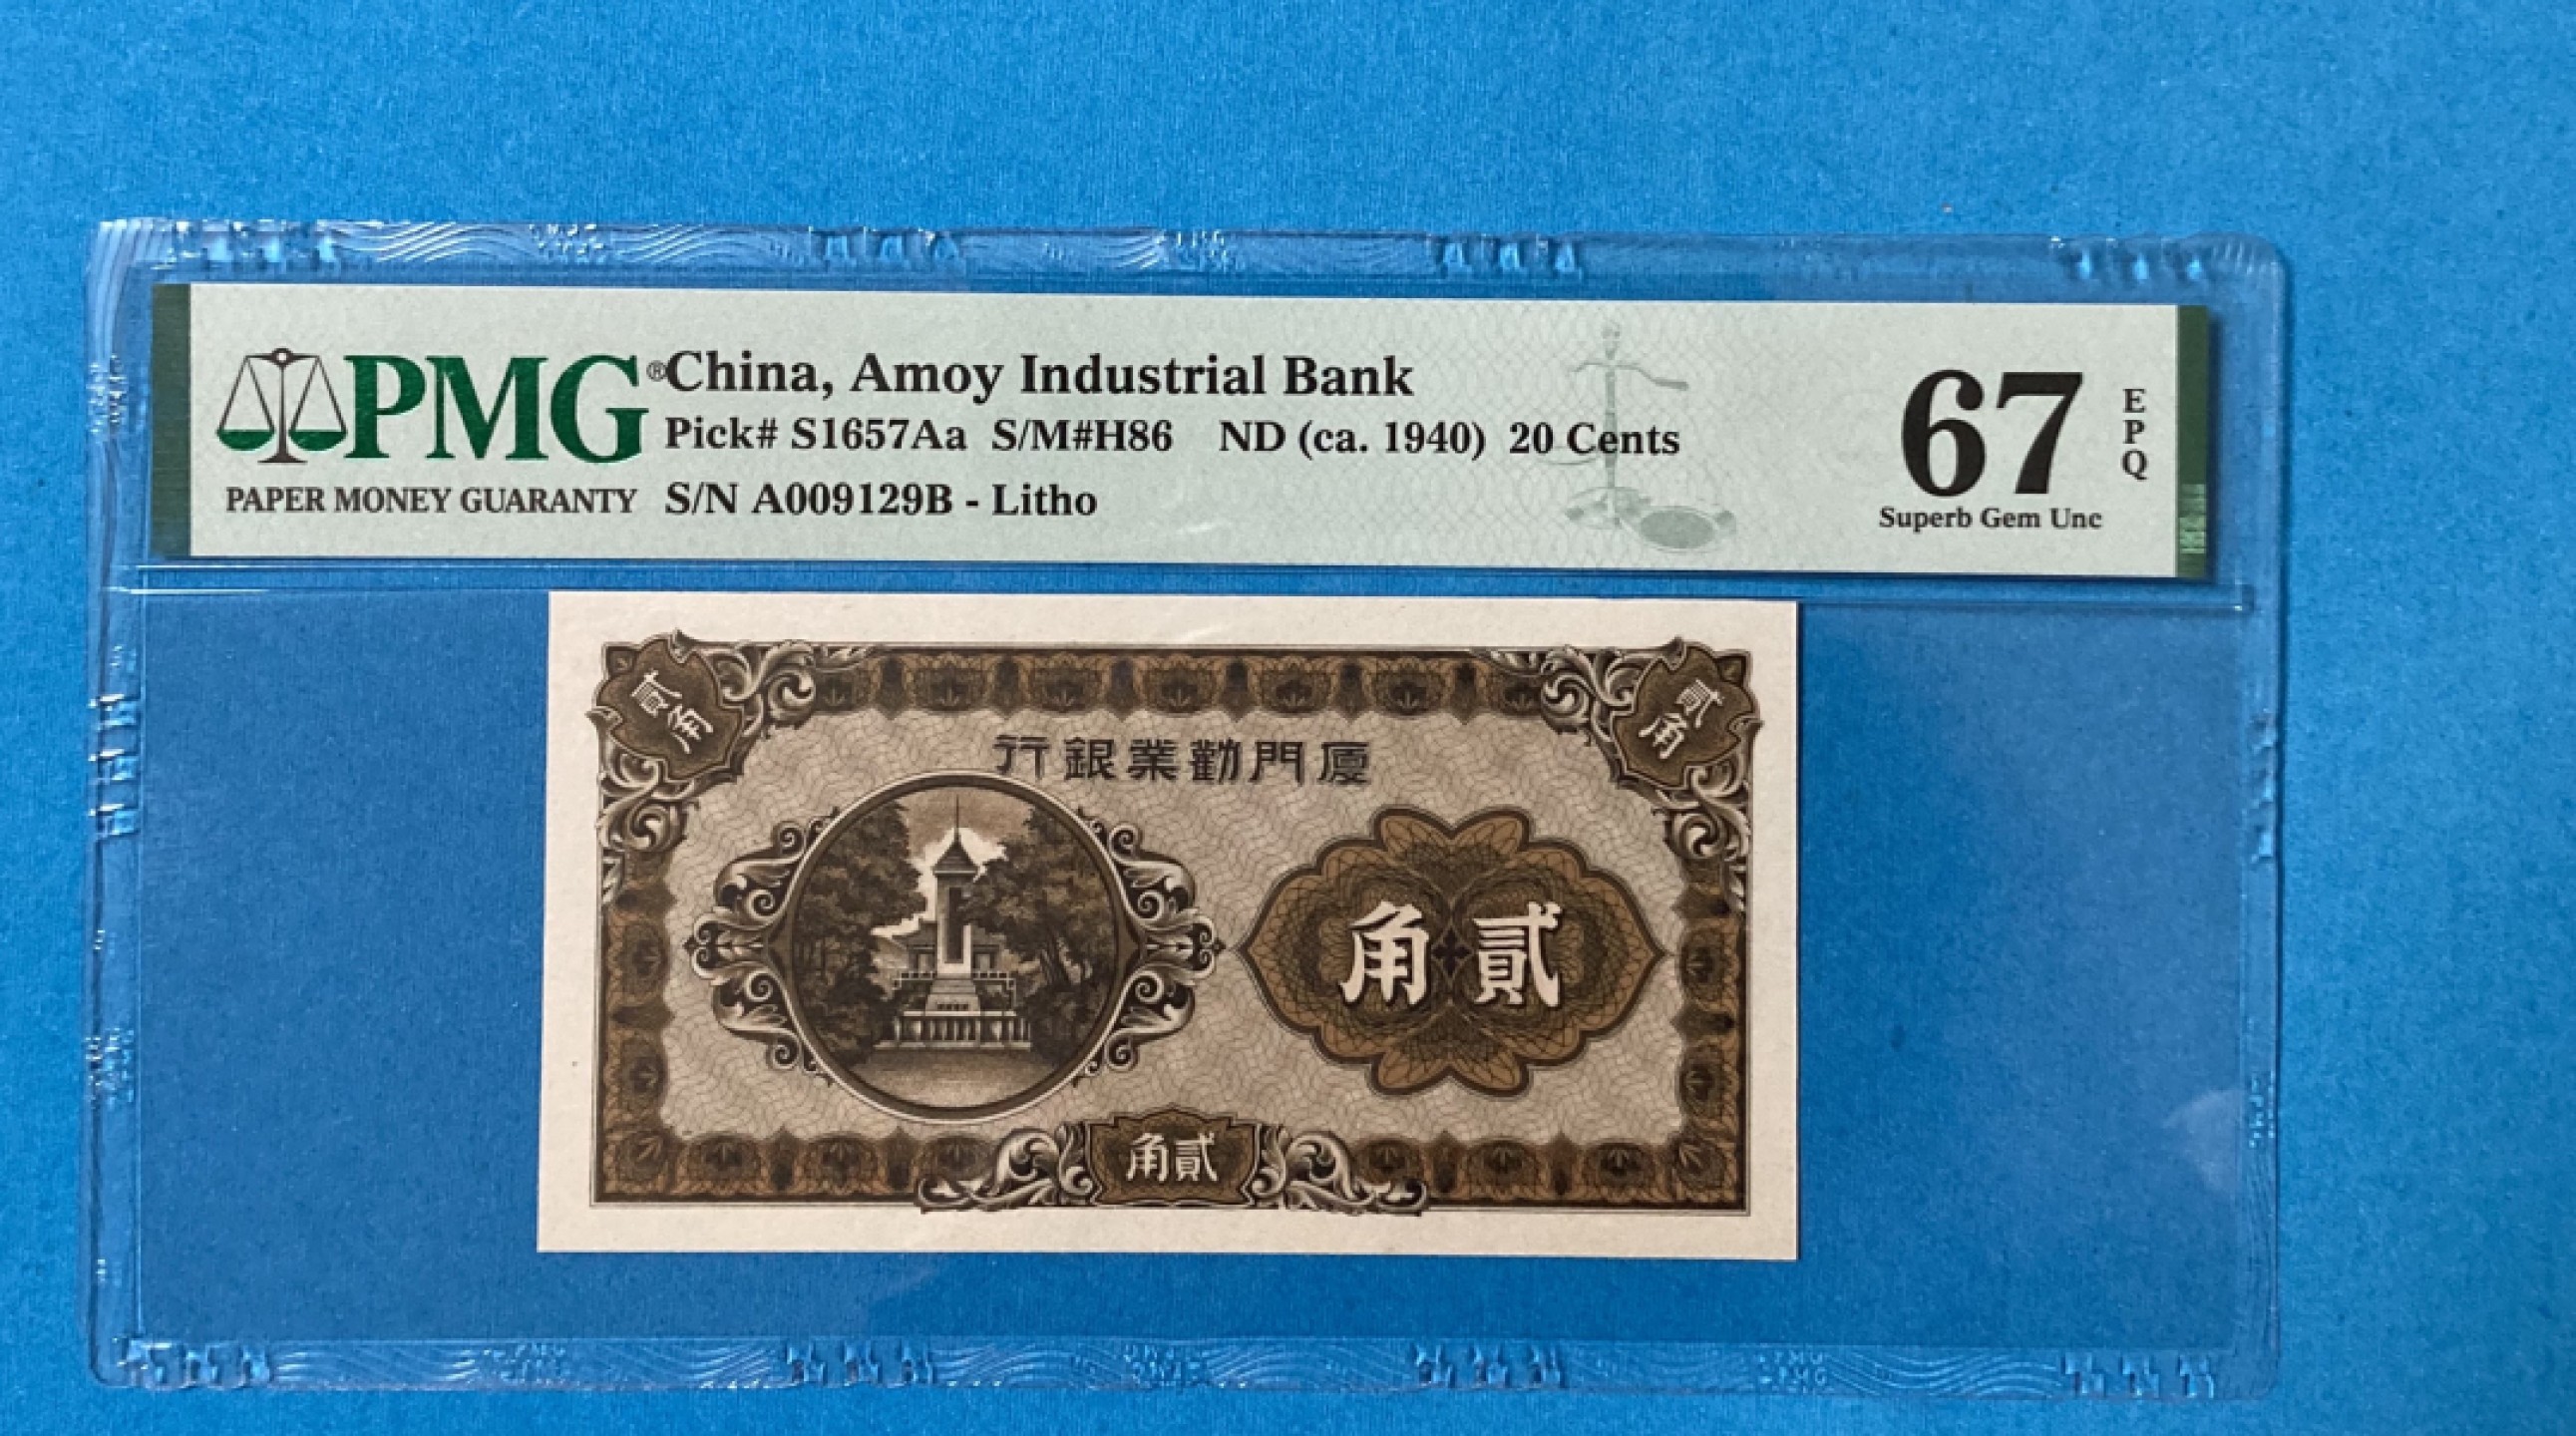 PMG®
PAPER MONEY GUARANTY
China, Amoy Industrial Bank
Pick# S1657Aa S/M#H86 ND (ca. 1940) 20 Cents
S/N A009129B - Litho
67
EPQ
Superb Gem Unc
貳角
貳角
行銀業勸門廈
角貳
角貳